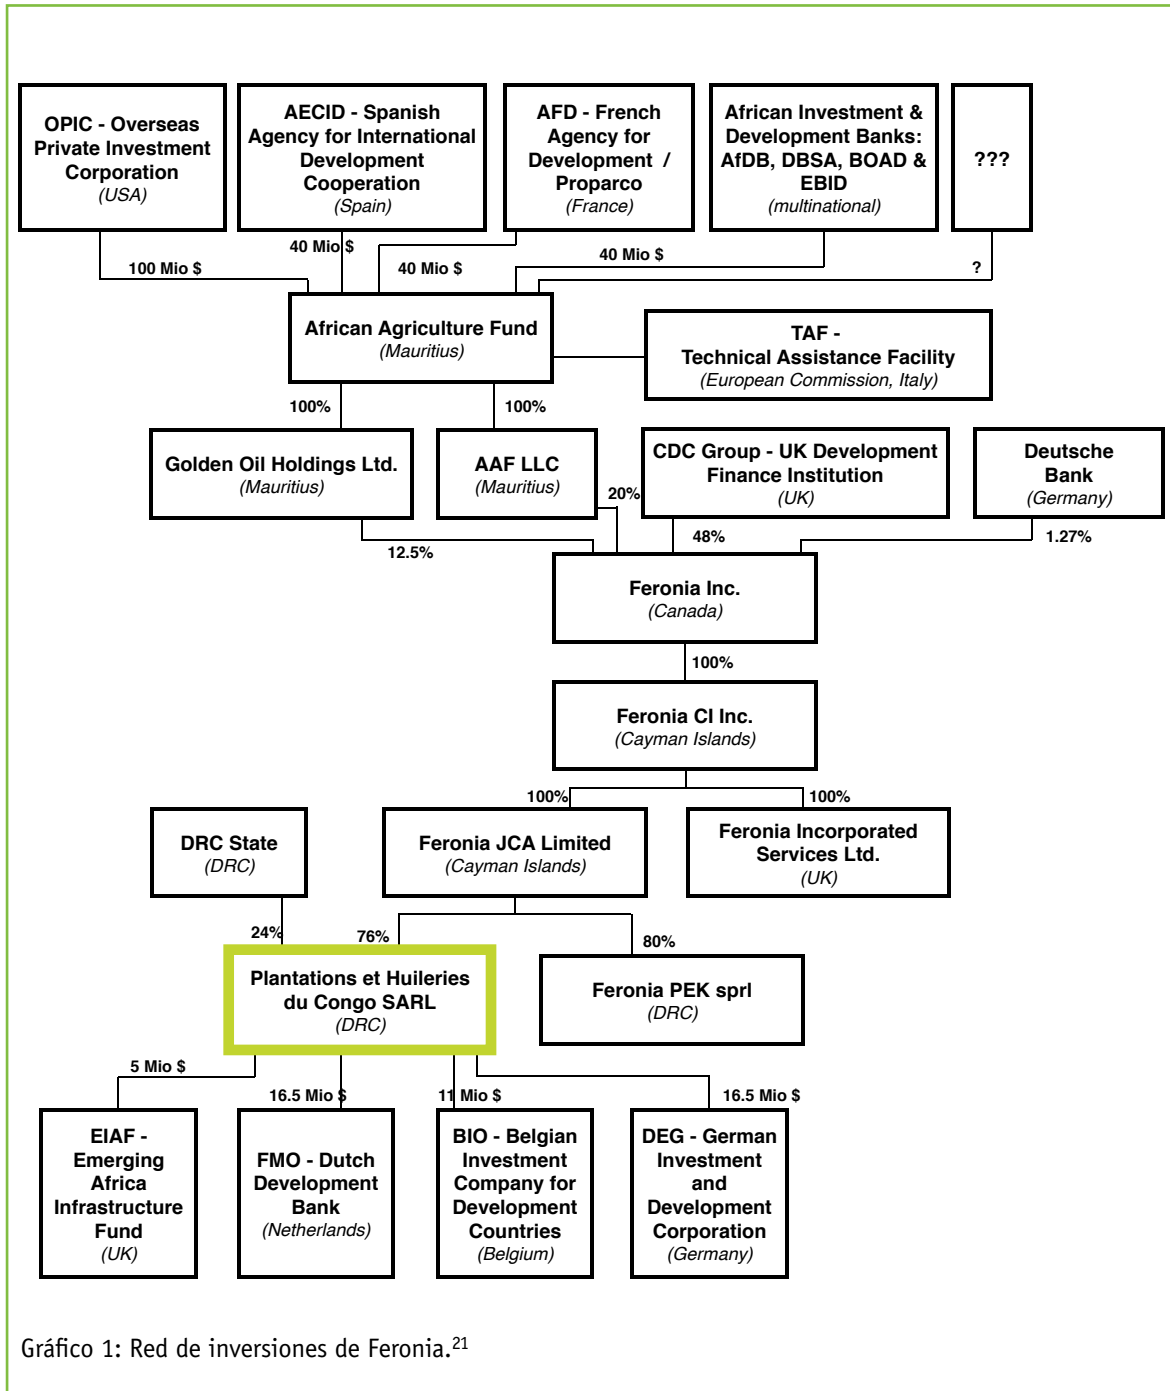 OPIC - Overseas
Private Investment
Corporation
(USA)
AECID - Spanish
Agency for International
Development
Cooperation
(Spain)
AFD - French
Agency for
Development /
Proparco
(France)
African Investment &
Development Banks:
AfDB, DBSA, BOAD &
EBID
(multinational)
???
100 Mio $
40 Mio $
40 Mio $
40 Mio $
?
African Agriculture Fund
(Mauritius)
TAF -
Technical Assistance Facility
(European Commission, Italy)
100%
100%
Golden Oil Holdings Ltd.
(Mauritius)
AAF LLC
(Mauritius)
CDC Group - UK Development
Finance Institution
(UK)
Deutsche
Bank
(Germany)
12.5%
20%
48%
1.27%
Feronia Inc.
(Canada)
100%
Feronia CI Inc.
(Cayman Islands)
100%
100%
DRC State
(DRC)
Feronia JCA Limited
(Cayman Islands)
Feronia Incorporated
Services Ltd.
(UK)
24%
76%
80%
Plantations et Huileries
du Congo SARL
(DRC)
Feronia PEK sprl
(DRC)
5 Mio $
16.5 Mio $
11 Mio $
16.5 Mio $
EIAF -
Emerging
Africa
Infrastructure
Fund
(UK)
FMO - Dutch
Development
Bank
(Netherlands)
BIO - Belgian
Investment
Company for
Development
Countries
(Belgium)
DEG - German
Investment
and
Development
Corporation
(Germany)
Gráfico 1: Red de inversiones de Feronia.21